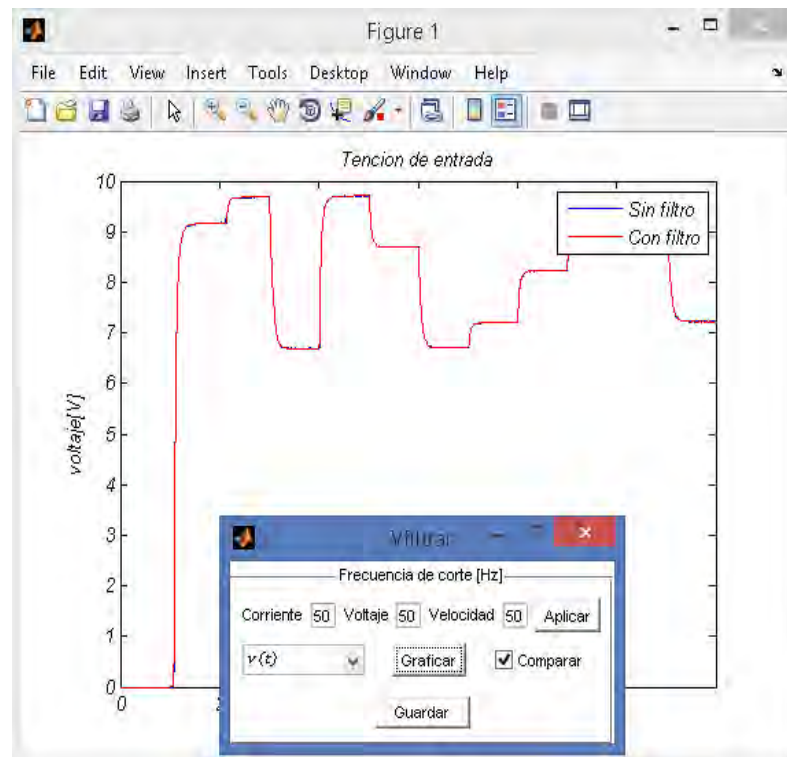 Figure 1
File Edit View Insert Tools Desktop Window Help
Tencion de entrada
Sin filtro
Con filtro
voltaje[V]
10
9
8
7
6
5
4
3
2
1
0
0
Vfiltrar
Frecuencia de corte [Hz]
Corriente 50 Voltaje 50 Velocidad 50 Aplicar
v(t) Graficar Comparar
Guardar